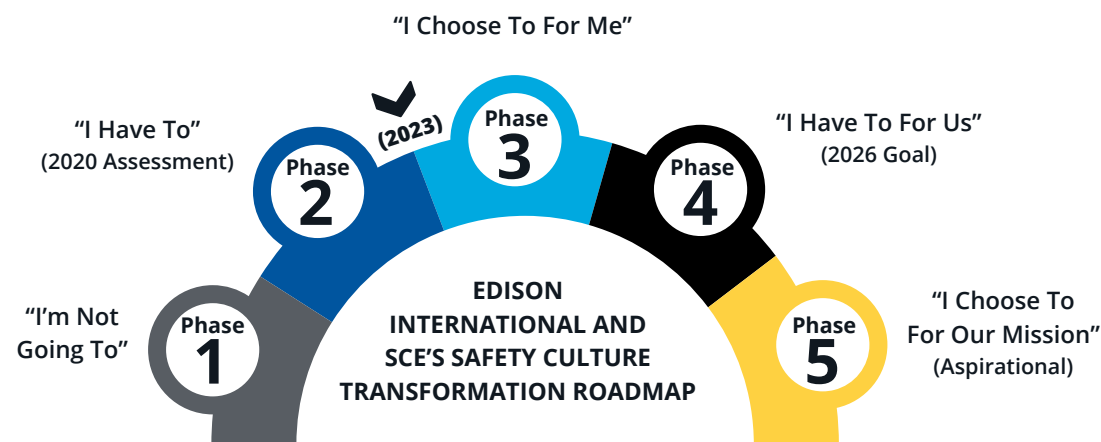 “I Choose To For Me”
(2023)
“I Have To”
(2020 Assessment)
“I Have To For Us”
(2026 Goal)
“I’m Not
Going To”
“I Choose To
For Our Mission”
(Aspirational)
Phase
1
Phase
2
Phase
3
Phase
4
Phase
5
EDISON
INTERNATIONAL AND
SCE’S SAFETY CULTURE
TRANSFORMATION ROADMAP